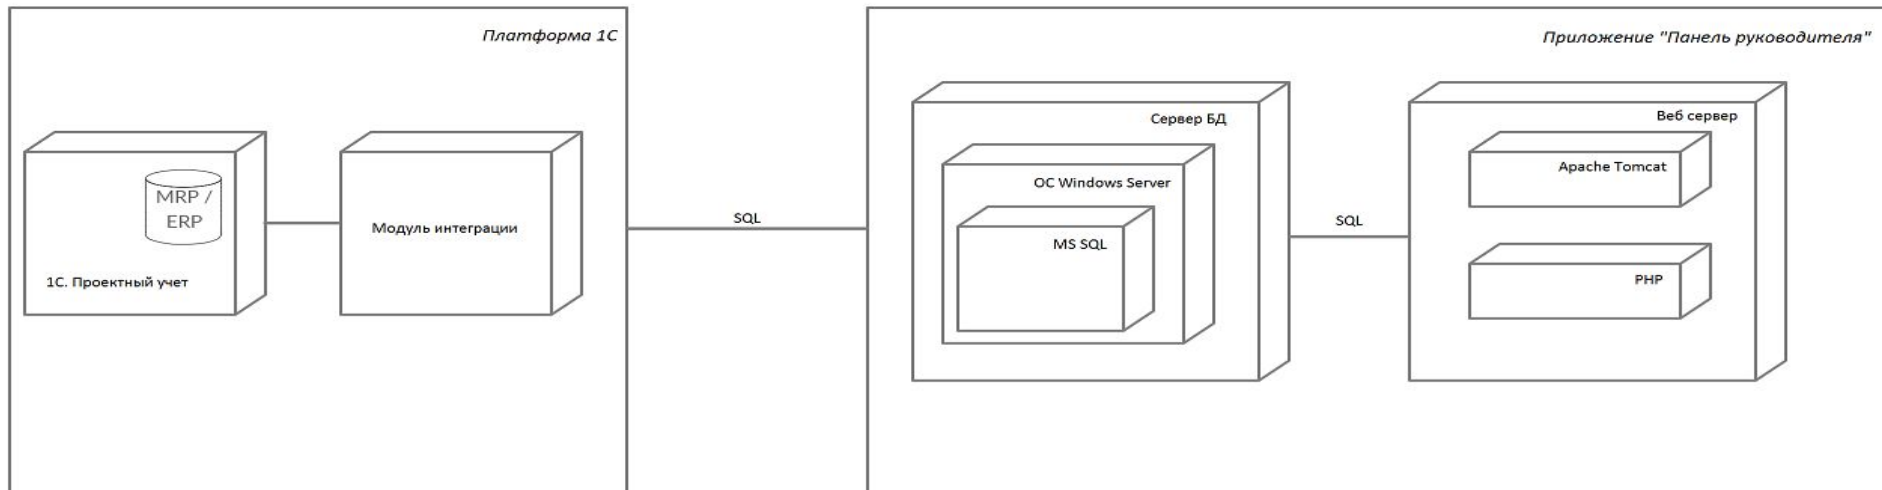 Платформа 1С
MRP /
ERP
1С. Проектный учет
Модуль интеграции
SQL
Приложение "Панель руководителя"
Сервер БД
ОС Windows Server
MS SQL
SQL
Веб сервер
Apache Tomcat
PHP